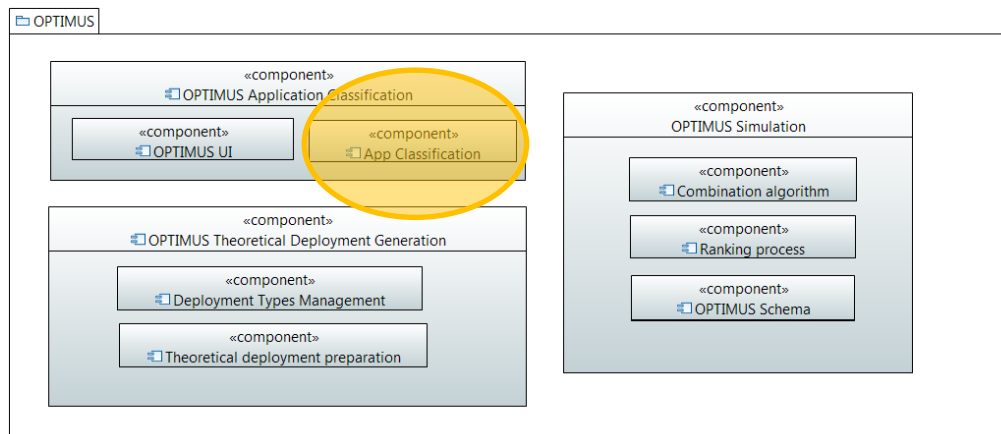 OPTIMUS
«component»
OPTIMUS Application Classification
«component»
OPTIMUS UI
«component»
App Classification
«component»
OPTIMUS Theoretical Deployment Generation
«component»
Deployment Types Management
«component»
Theoretical deployment preparation
«component»
OPTIMUS Simulation
«component»
Combination algorithm
«component»
Ranking process
«component»
OPTIMUS Schema